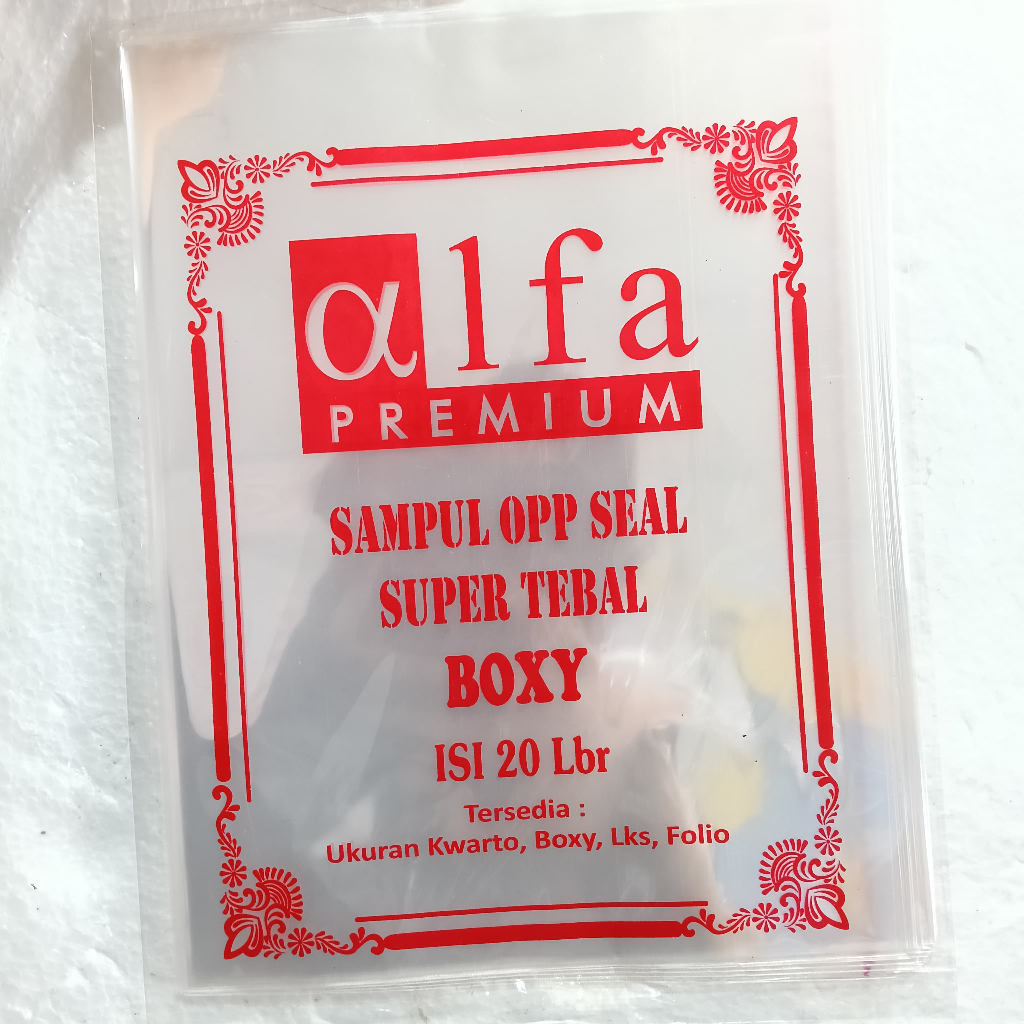 αlfa
PREMIUM
SAMPUL OPP SEAL
SUPER TEBAL
BOXY
ISI 20 Lbr
Tersedia :
Ukuran Kwarto, Boxy, Lks, Folio